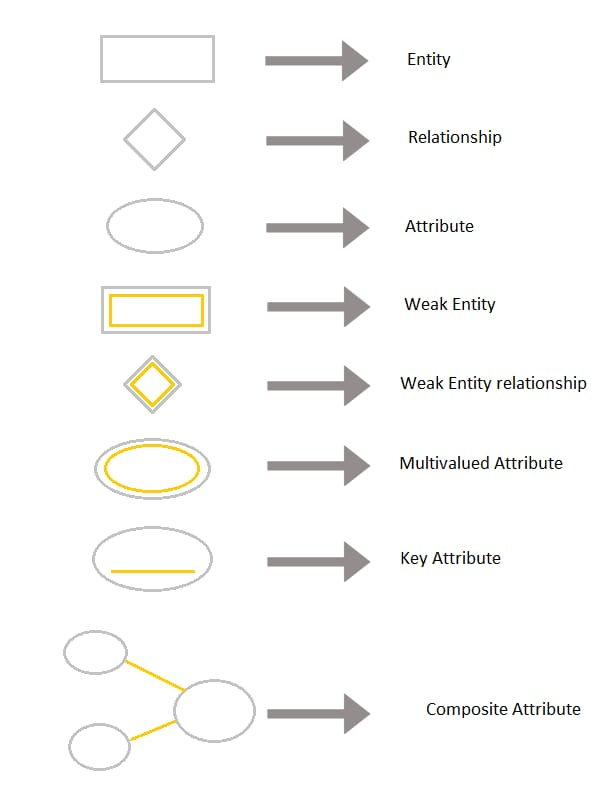 Entity
Relationship
Attribute
Weak Entity
Weak Entity relationship
Multivalued Attribute
Key Attribute
Composite Attribute